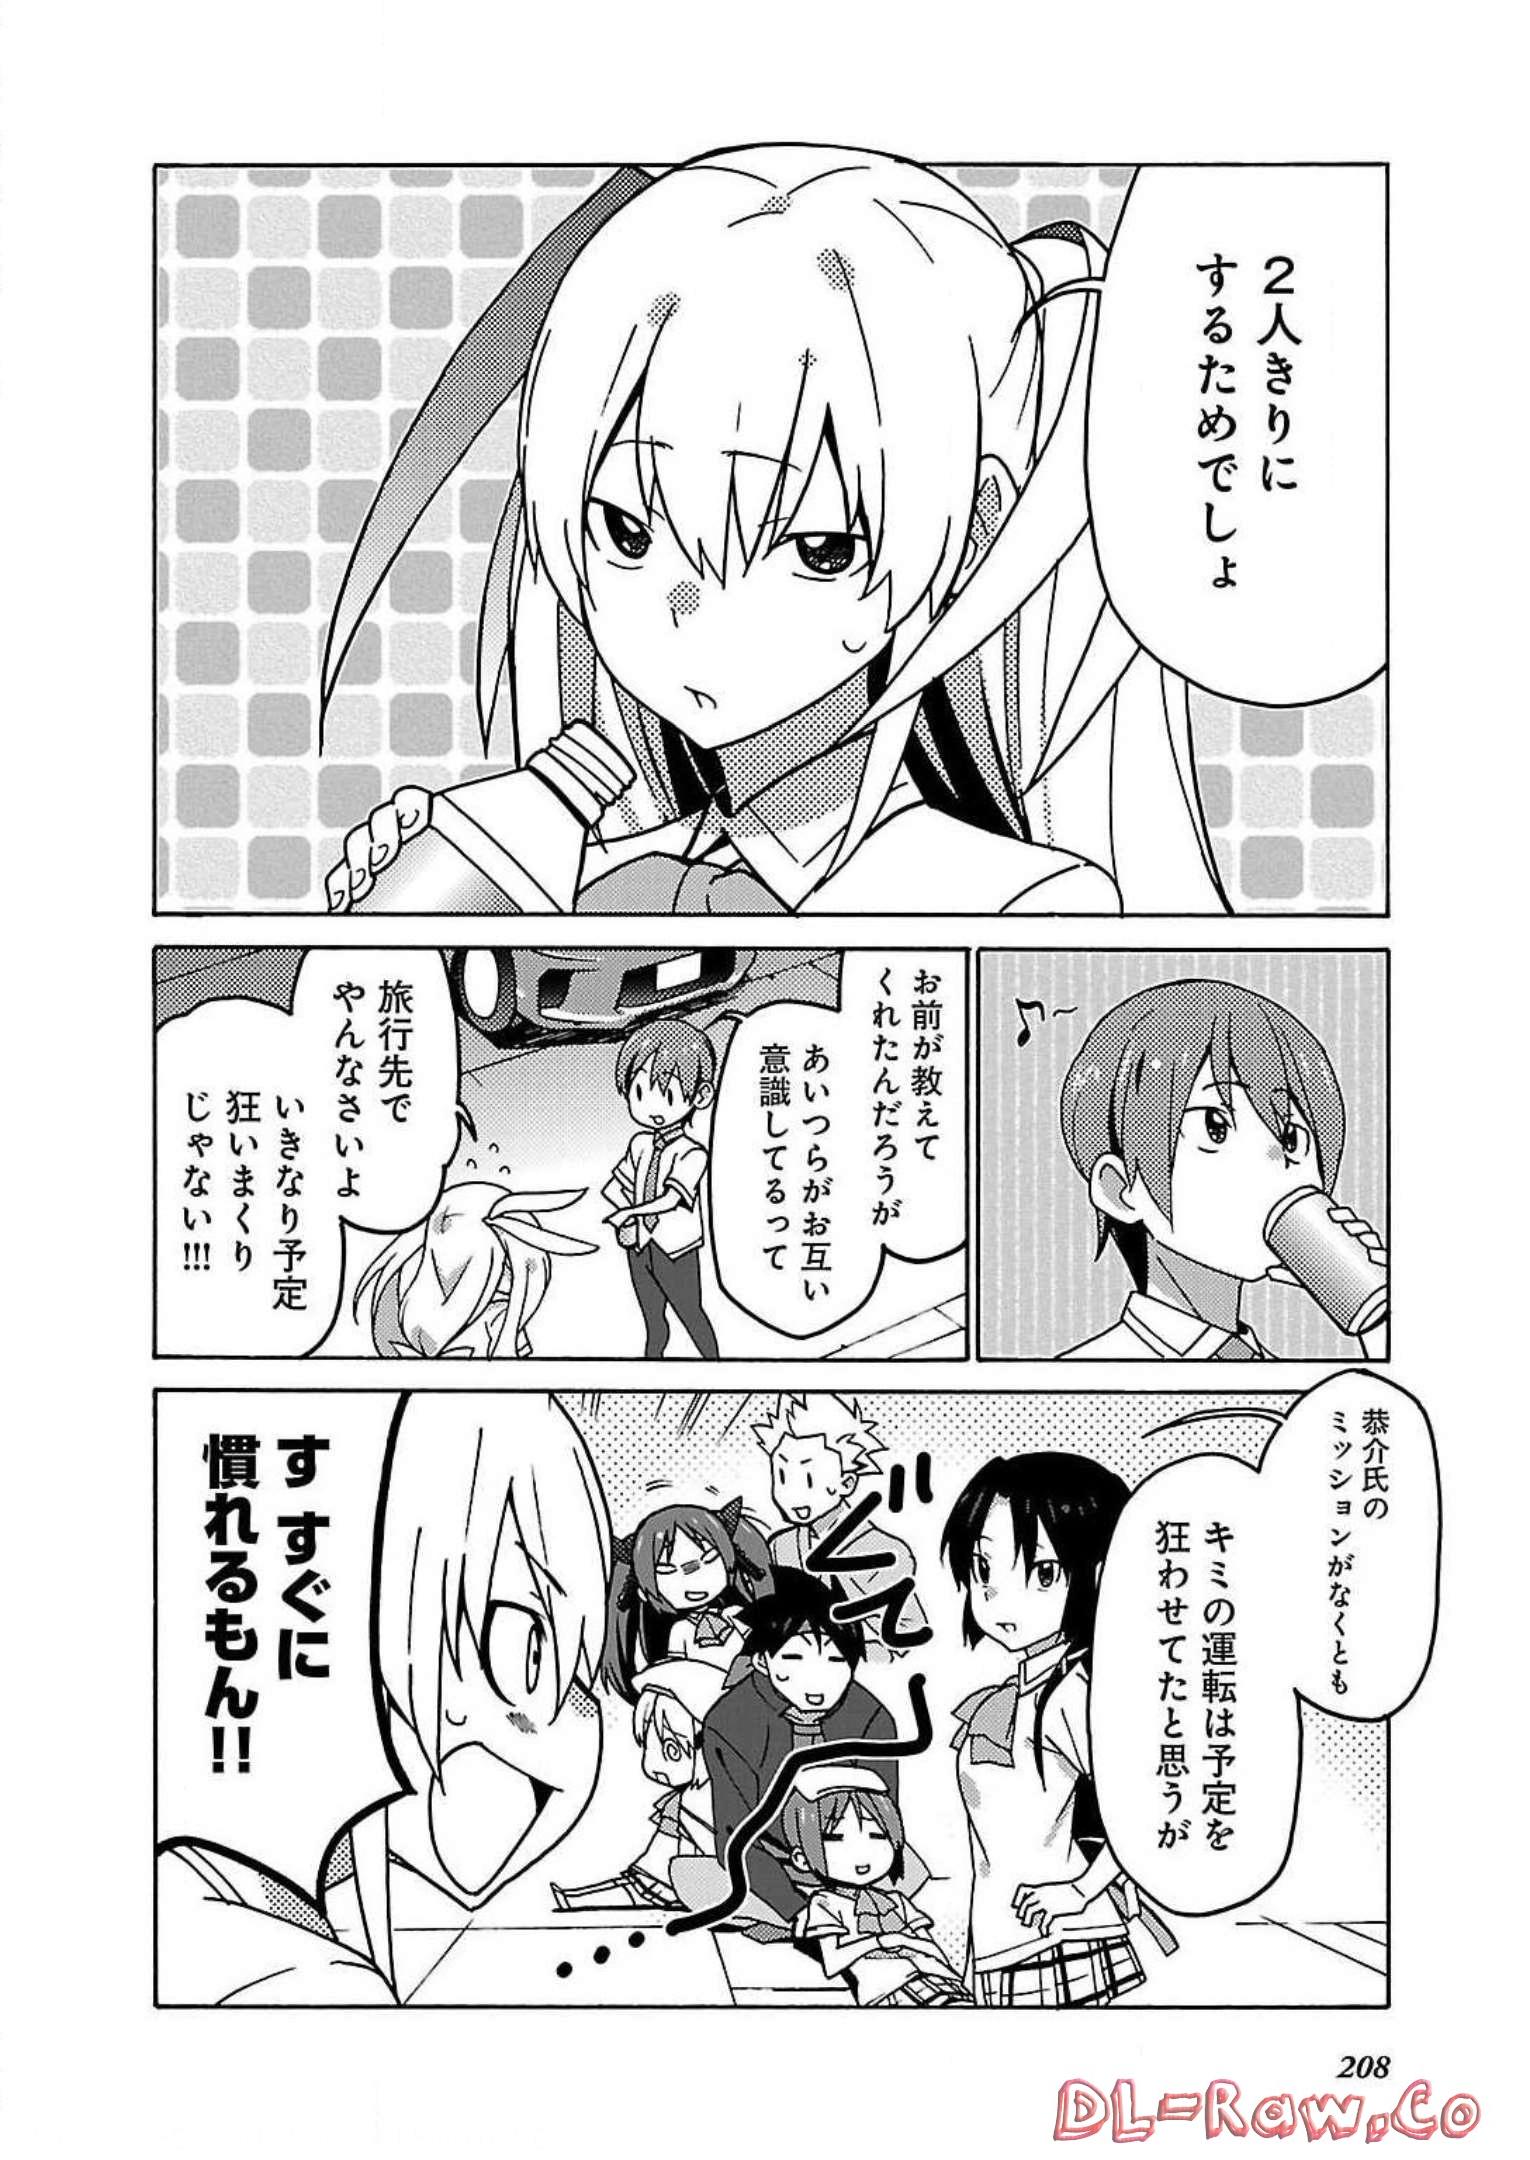 2人きりに
するためでしょ
♪〜
お前が教えて
くれたんだろうが
あいつらがお互い
意識してるって
旅行先で
やんなさいよ
いきなり予定
狂いまくり
じゃない!!!
恭介氏の
ミッションがなくとも
キミの運転は予定を
狂わせてたと思うが
ぐて…
す すぐに
慣れるもん!!
208
DL-Raw.Co